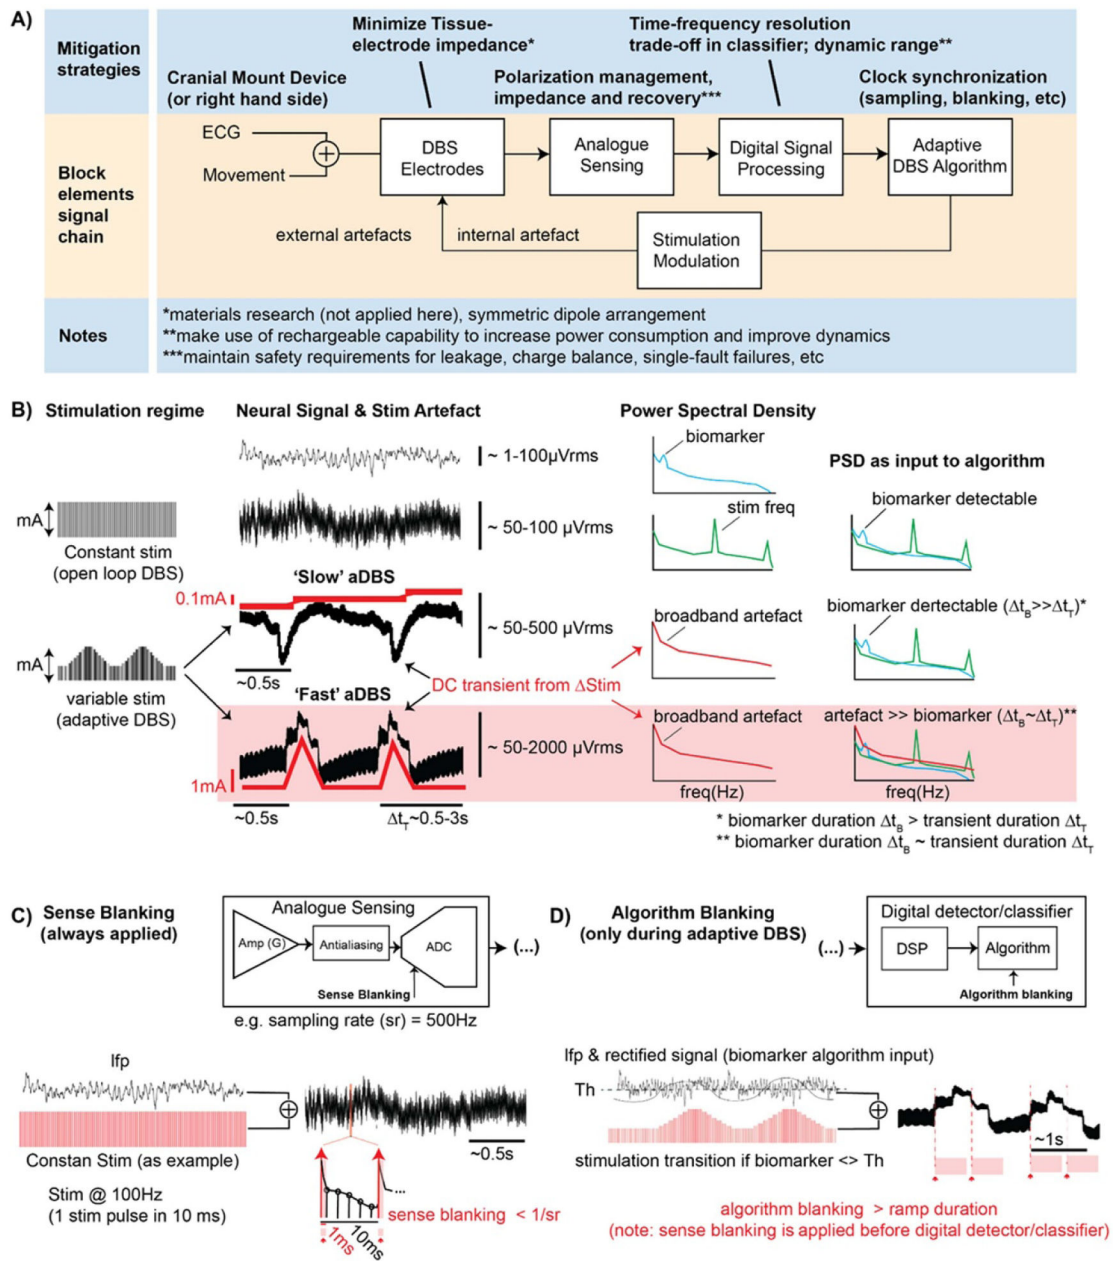 A)
Mitigation
strategies
Minimize Tissue-
electrode impedance*
Time-frequency resolution
trade-off in classifier; dynamic range**
Cranial Mount Device
(or right hand side)
Polarization management,
impedance and recovery***
Clock synchronization
(sampling, blanking, etc)
Block
elements
signal
chain
ECG
Movement
DBS
Electrodes
Analogue
Sensing
Digital Signal
Processing
Adaptive
DBS Algorithm
external artefacts
internal artefact
Stimulation
Modulation
Notes
*materials research (not applied here), symmetric dipole arrangement
**make use of rechargeable capability to increase power consumption and improve dynamics
***maintain safety requirements for leakage, charge balance, single-fault failures, etc
B)
Stimulation regime
Neural Signal & Stim Artefact
Power Spectral Density
PSD as input to algorithm
~ 1-100µVrms
biomarker
mA
Constant stim
(open loop DBS)
~ 50-100 µVrms
stim freq
biomarker detectable
'Slow' aDBS
0.1mA
~ 50-500 µVrms
~0.5s
broadband artefact
biomarker dertectable (Δt_B>>Δt_T)*
mA
variable stim
(adaptive DBS)
DC transient from ΔStim
'Fast' aDBS
1mA
~ 50-2000 µVrms
~0.5s
Δt_T~0.5-3s
broadband artefact
artefact >> biomarker (Δt_B~Δt_T)**
freq(Hz)
freq(Hz)
* biomarker duration Δt_B > transient duration Δt_T
** biomarker duration Δt_B ~ transient duration Δt_T
C)
Sense Blanking
(always applied)
Analogue Sensing
Amp (G)
Antialiasing
ADC
(...)
Sense Blanking
e.g. sampling rate (sr) = 500Hz
lfp
Constan Stim (as example)
Stim @ 100Hz
(1 stim pulse in 10 ms)
~0.5s
...
sense blanking < 1/sr
1ms
10ms
D)
Algorithm Blanking
(only during adaptive DBS)
(...)
Digital detector/classifier
DSP
Algorithm
Algorithm blanking
lfp & rectified signal (biomarker algorithm input)
Th
stimulation transition if biomarker <> Th
~1s
algorithm blanking > ramp duration
(note: sense blanking is applied before digital detector/classifier)